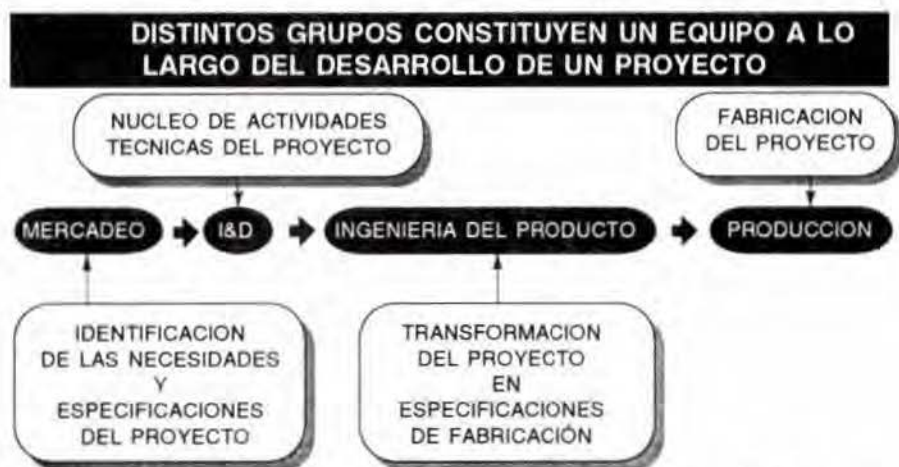 DISTINTOS GRUPOS CONSTITUYEN UN EQUIPO A LO
LARGO DEL DESARROLLO DE UN PROYECTO
NUCLEO DE ACTIVIDADES
TECNICAS DEL PROYECTO
FABRICACION
DEL PROYECTO
MERCADEO
I&D
INGENIERIA DEL PRODUCTO
PRODUCCION
IDENTIFICACION
DE LAS NECESIDADES
Y
ESPECIFICACIONES
DEL PROYECTO
TRANSFORMACION
DEL PROYECTO
EN
ESPECIFICACIONES
DE FABRICACIÓN